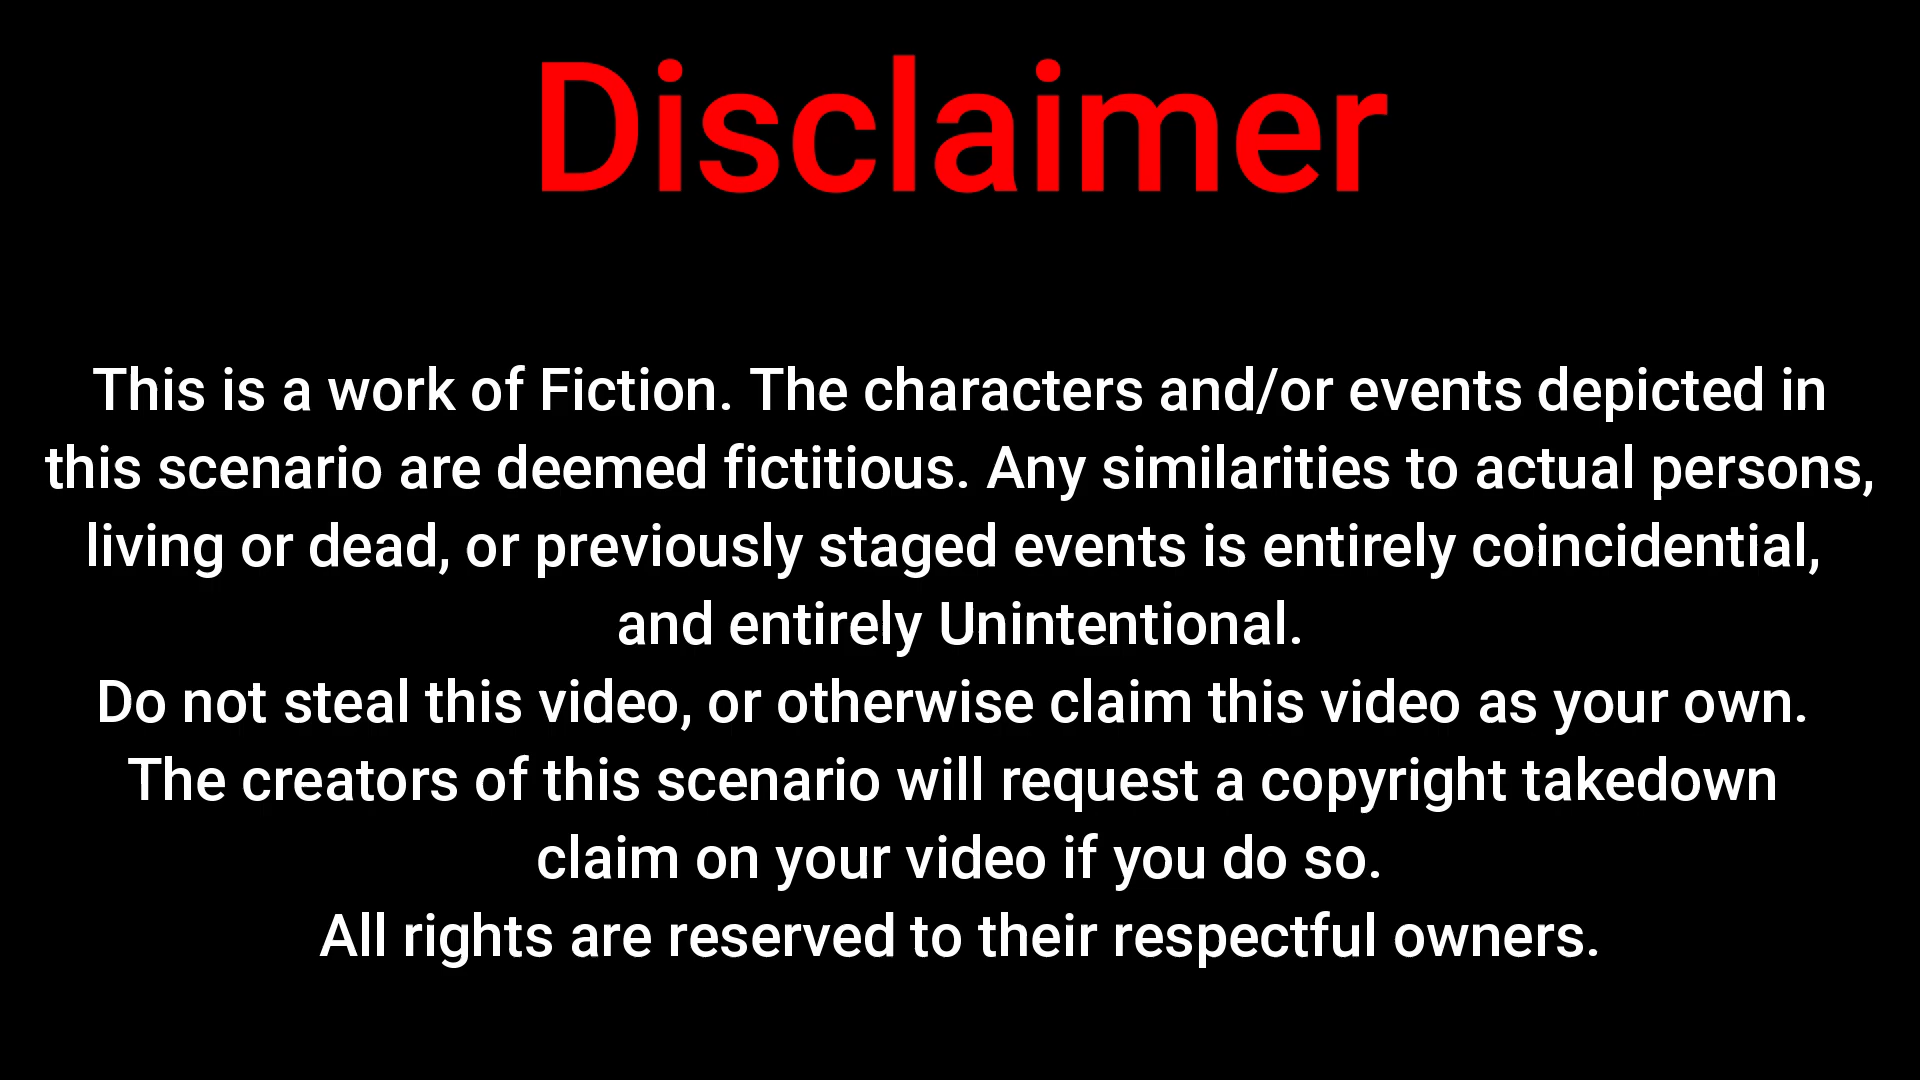 Disclaimer
This is a work of Fiction. The characters and/or events depicted in
this scenario are deemed fictitious. Any similarities to actual persons,
living or dead, or previously staged events is entirely coincidential,
and entirely Unintentional.
Do not steal this video, or otherwise claim this video as your own.
The creators of this scenario will request a copyright takedown
claim on your video if you do so.
All rights are reserved to their respectful owners.